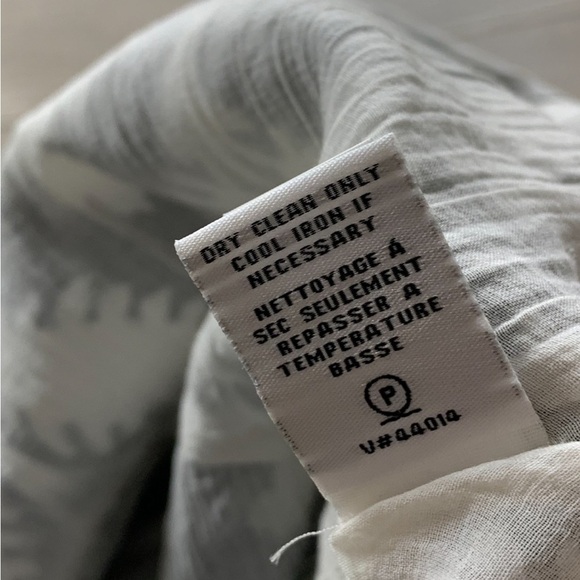 DRY CLEAN ONLY
COOL IRON IF
NECESSARY
NETTOYAGE Á
SEC SEULEMENT
REPASSER A
TEMPERATURE
BASSE
P
V#44014